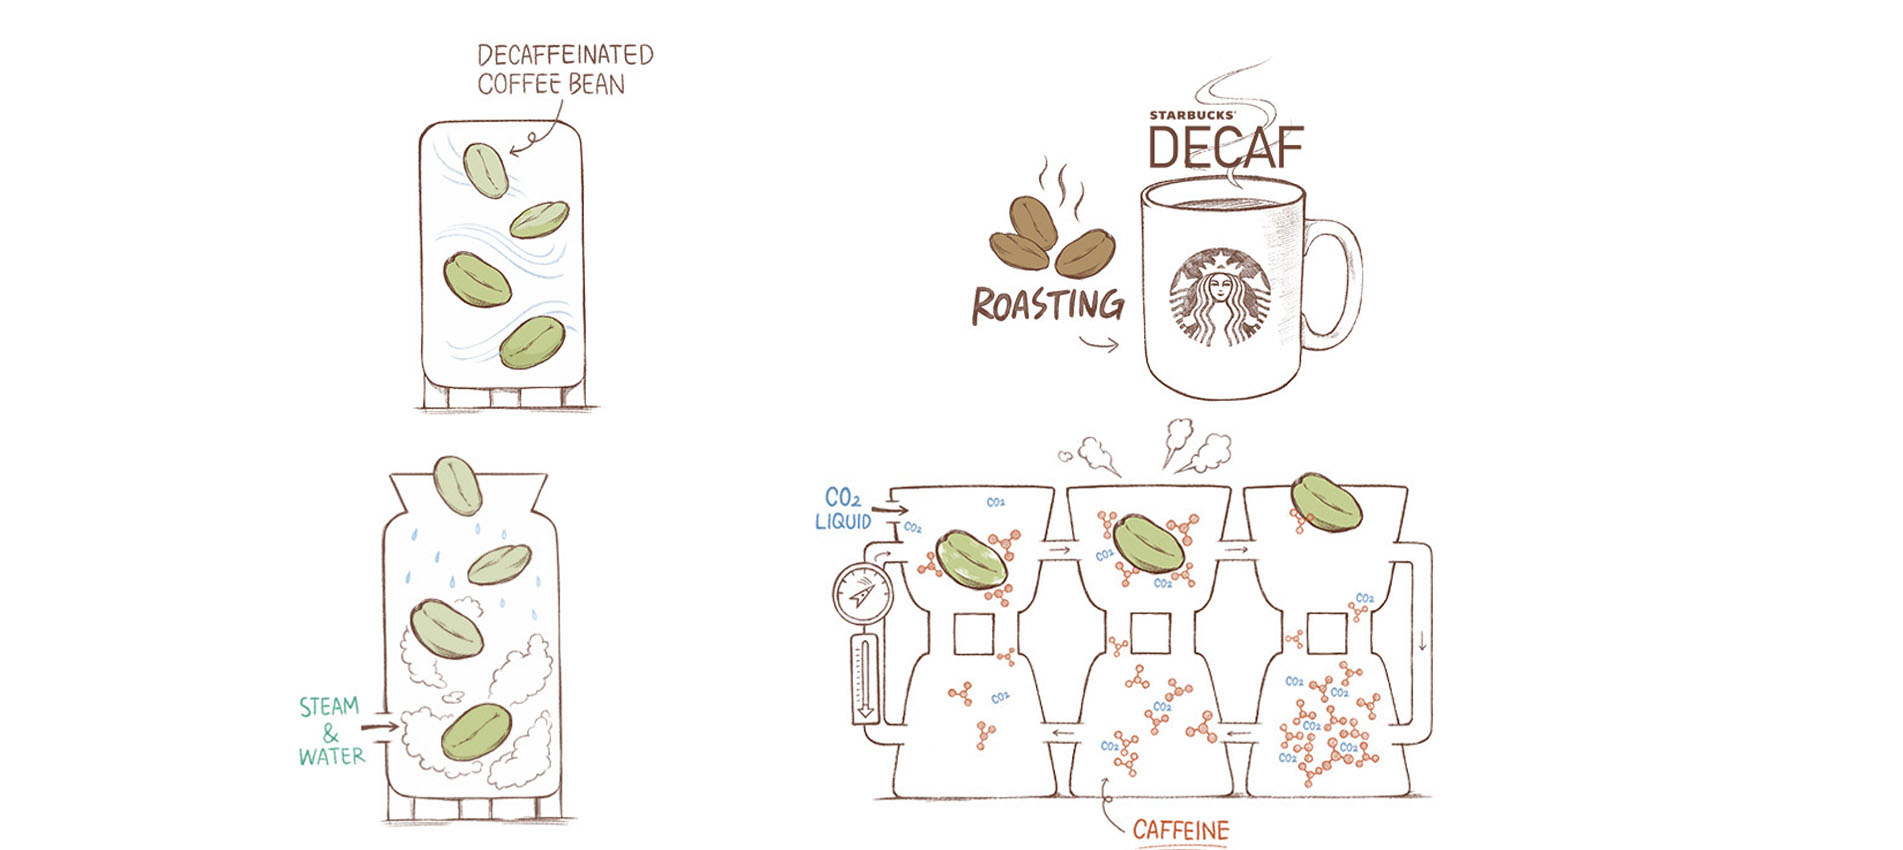 DECAFFEINATED
COFFEE BEAN
STARBUCKS®
DECAF
ROASTING
STEAM
&
WATER
CO2
LIQUID
CO2
CO2
CO2
CO2
CO2
CO2
CO2
CO2
CO2
CO2
CO2
CO2
CO2
CAFFEINE